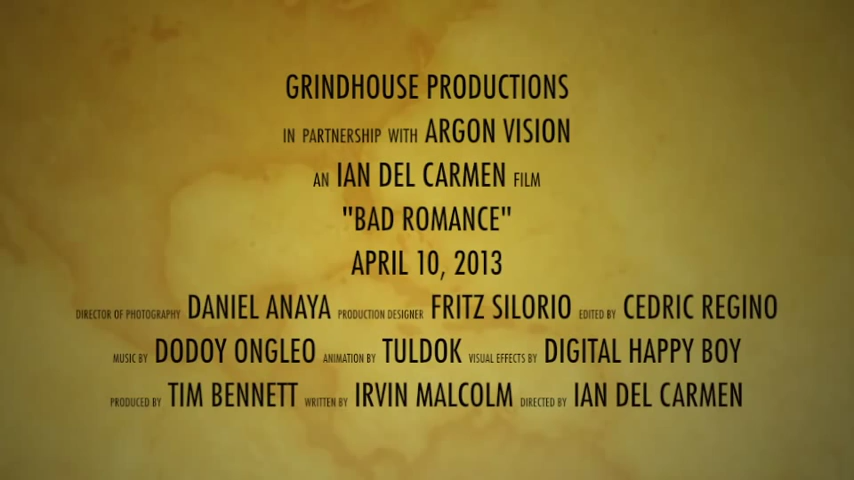 GRINDHOUSE PRODUCTIONS
IN PARTNERSHIP WITH ARGON VISION
AN IAN DEL CARMEN FILM
"BAD ROMANCE"
APRIL 10, 2013
DIRECTOR OF PHOTOGRAPHY DANIEL ANAYA PRODUCTION DESIGNER FRITZ SILORIO EDITED BY CEDRIC REGINO
MUSIC BY DODOY ONGLEO ANIMATION BY TULDOK VISUAL EFFECTS BY DIGITAL HAPPY BOY
PRODUCED BY TIM BENNETT WRITTEN BY IRVIN MALCOLM DIRECTED BY IAN DEL CARMEN